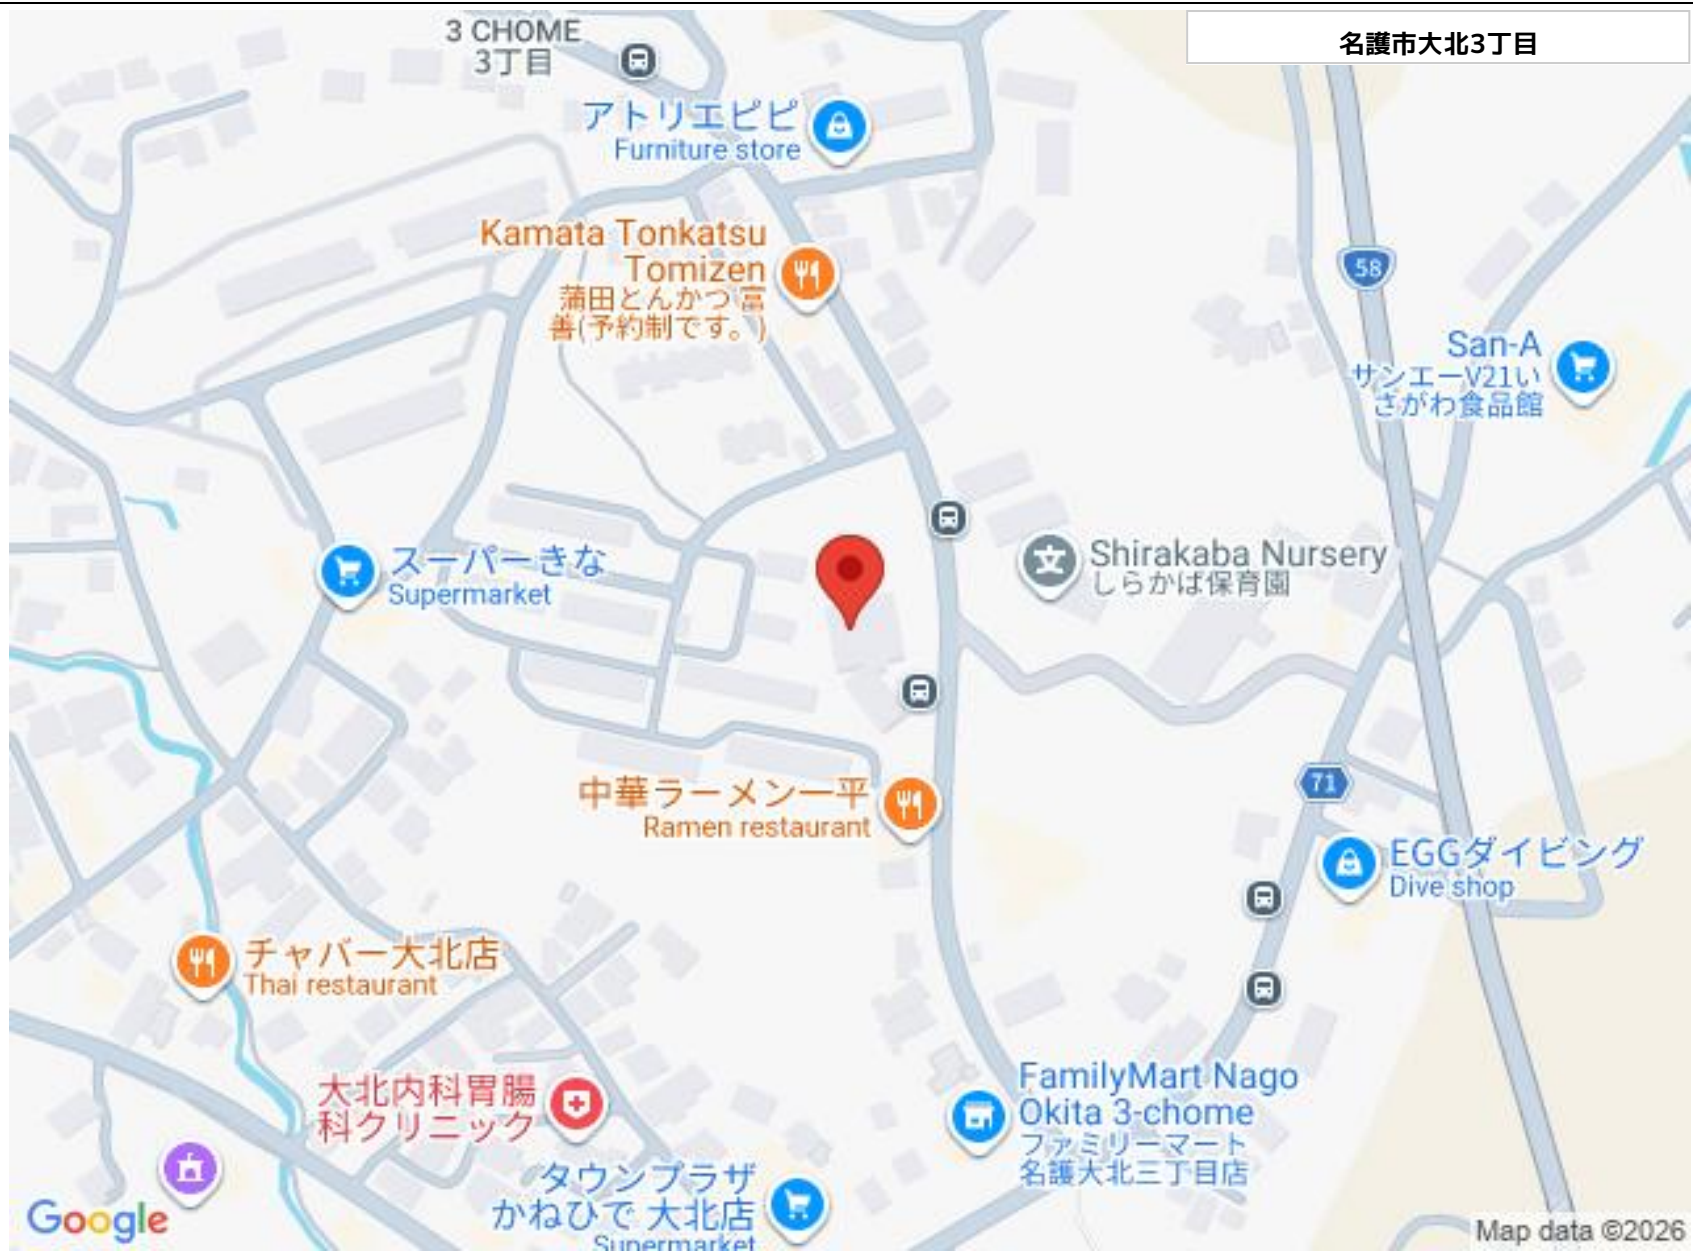 3 CHOME
3丁目
名護市大北3丁目
アトリエピピ
Furniture store
Kamata Tonkatsu
Tomizen
蒲田とんかつ 富
善(予約制です。)
58
San-A
サンエーV21い
さがわ食品館
スーパーきな
Supermarket
文
Shirakaba Nursery
しらかば保育園
中華ラーメン一平
Ramen restaurant
71
EGGダイビング
Dive shop
チャバー大北店
Thai restaurant
大北内科胃腸
科クリニック
FamilyMart Nago
Okita 3-chome
ファミリーマート
名護大北三丁目店
タウンプラザ
かねひで 大北店
Supermarket
Google
Map data ©2026